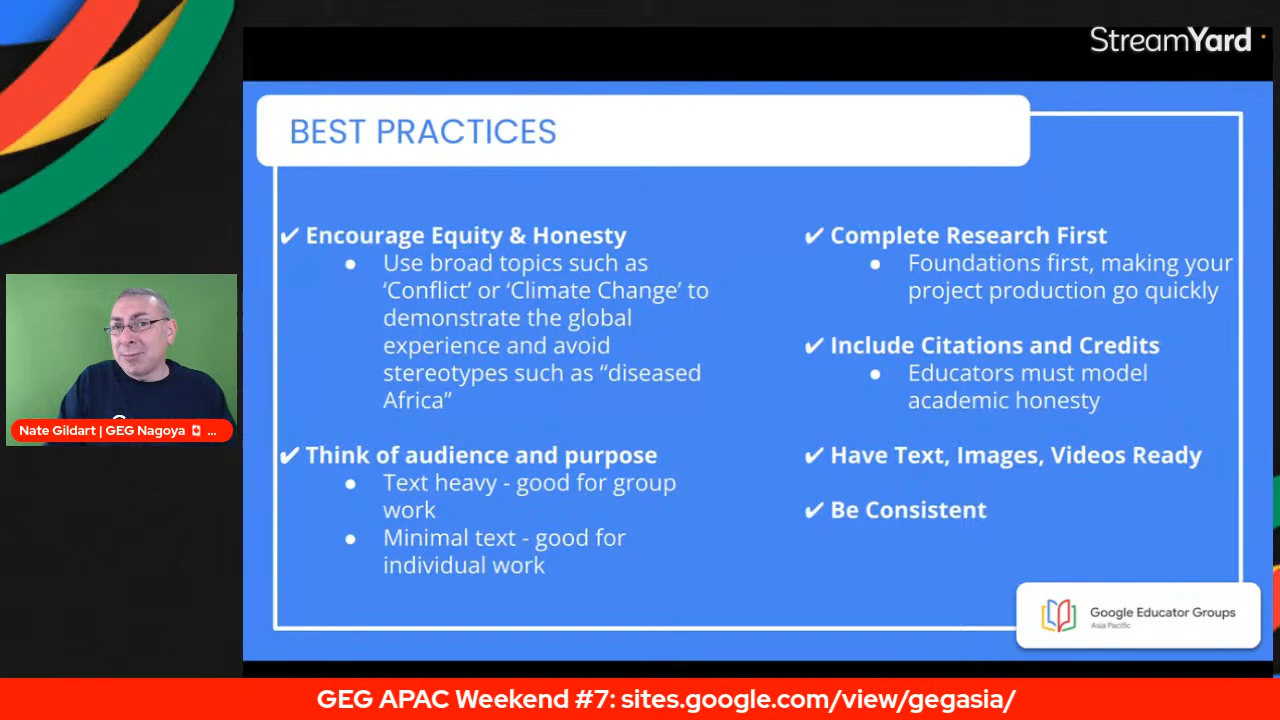 StreamYard
BEST PRACTICES
✔ Encourage Equity & Honesty
● Use broad topics such as
‘Conflict’ or ‘Climate Change’ to
demonstrate the global
experience and avoid
stereotypes such as “diseased
Africa”
✔ Think of audience and purpose
● Text heavy - good for group
work
● Minimal text - good for
individual work
✔ Complete Research First
● Foundations first, making your
project production go quickly
✔ Include Citations and Credits
● Educators must model
academic honesty
✔ Have Text, Images, Videos Ready
✔ Be Consistent
Google Educator Groups
Asia Pacific
Nate Gildart | GEG Nagoya 🇨🇦 ...
GEG APAC Weekend #7: sites.google.com/view/gegasia/